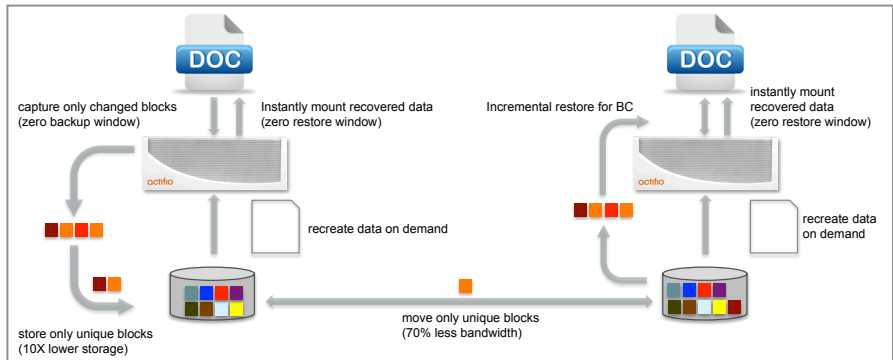 DOC
capture only changed blocks
(zero backup window)
Instantly mount recovered data
(zero restore window)
actifio
recreate data on demand
store only unique blocks
(10X lower storage)
move only unique blocks
(70% less bandwidth)
DOC
Incremental restore for BC
instantly mount
recovered data
(zero restore window)
actifio
recreate data
on demand